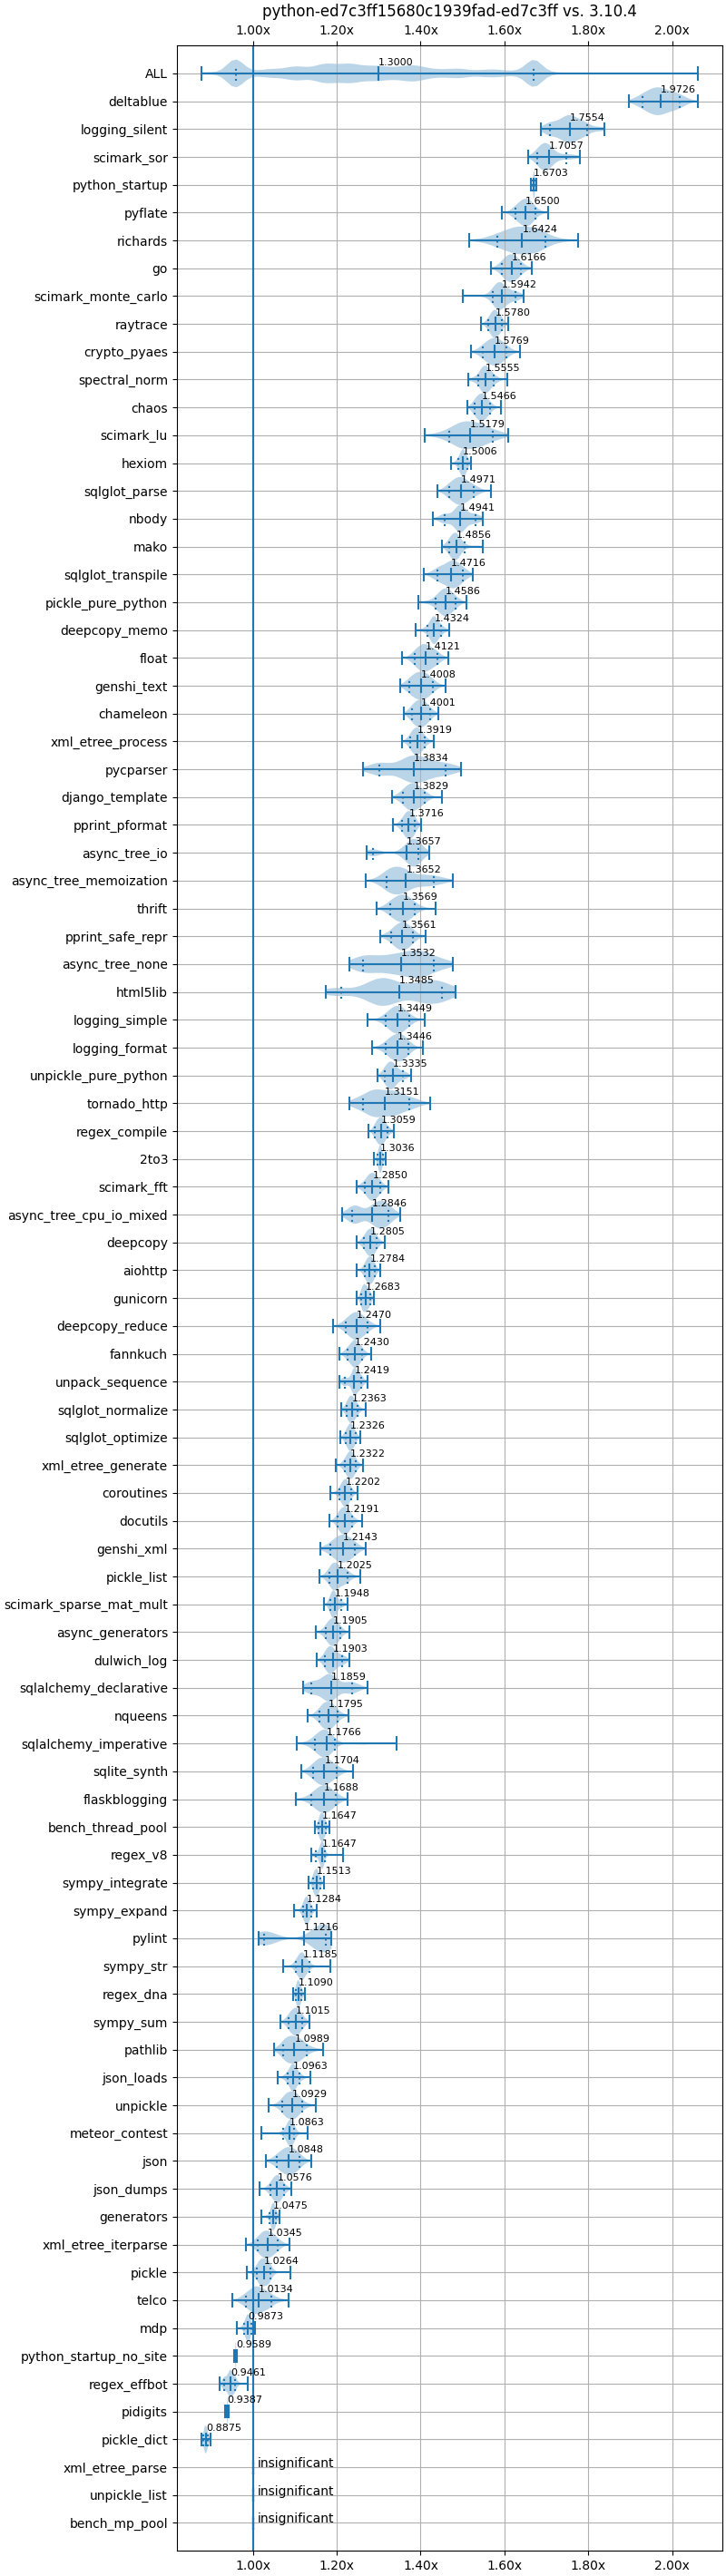 python-ed7c3ff15680c1939fad-ed7c3ff vs. 3.10.4
1.00x 1.20x 1.40x 1.60x 1.80x 2.00x
ALL 1.3000
deltablue 1.9726
logging_silent 1.7554
scimark_sor 1.7057
python_startup 1.6703
pyflate 1.6500
richards 1.6424
go 1.6166
scimark_monte_carlo 1.5942
raytrace 1.5780
crypto_pyaes 1.5769
spectral_norm 1.5555
chaos 1.5466
scimark_lu 1.5179
hexiom 1.5006
sqlglot_parse 1.4971
nbody 1.4941
mako 1.4856
sqlglot_transpile 1.4716
pickle_pure_python 1.4586
deepcopy_memo 1.4324
float 1.4121
genshi_text 1.4008
chameleon 1.4001
xml_etree_process 1.3919
pycparser 1.3834
django_template 1.3829
pprint_pformat 1.3716
async_tree_io 1.3657
async_tree_memoization 1.3652
thrift 1.3569
pprint_safe_repr 1.3561
async_tree_none 1.3532
html5lib 1.3485
logging_simple 1.3449
logging_format 1.3446
unpickle_pure_python 1.3335
tornado_http 1.3151
regex_compile 1.3059
2to3 1.3036
scimark_fft 1.2850
async_tree_cpu_io_mixed 1.2846
deepcopy 1.2805
aiohttp 1.2784
gunicorn 1.2683
deepcopy_reduce 1.2470
fannkuch 1.2430
unpack_sequence 1.2419
sqlglot_normalize 1.2363
sqlglot_optimize 1.2326
xml_etree_generate 1.2322
coroutines 1.2202
docutils 1.2191
genshi_xml 1.2143
pickle_list 1.2025
scimark_sparse_mat_mult 1.1948
async_generators 1.1905
dulwich_log 1.1903
sqlalchemy_declarative 1.1859
nqueens 1.1795
sqlalchemy_imperative 1.1766
sqlite_synth 1.1704
flaskblogging 1.1688
bench_thread_pool 1.1647
regex_v8 1.1647
sympy_integrate 1.1513
sympy_expand 1.1284
pylint 1.1216
sympy_str 1.1185
regex_dna 1.1090
sympy_sum 1.1015
pathlib 1.0989
json_loads 1.0963
unpickle 1.0929
meteor_contest 1.0863
json 1.0848
json_dumps 1.0576
generators 1.0475
xml_etree_iterparse 1.0345
pickle 1.0264
telco 1.0134
mdp 0.9873
python_startup_no_site 0.9589
regex_effbot 0.9461
pidigits 0.9387
pickle_dict 0.8875
xml_etree_parse insignificant
unpickle_list insignificant
bench_mp_pool insignificant
1.00x 1.20x 1.40x 1.60x 1.80x 2.00x